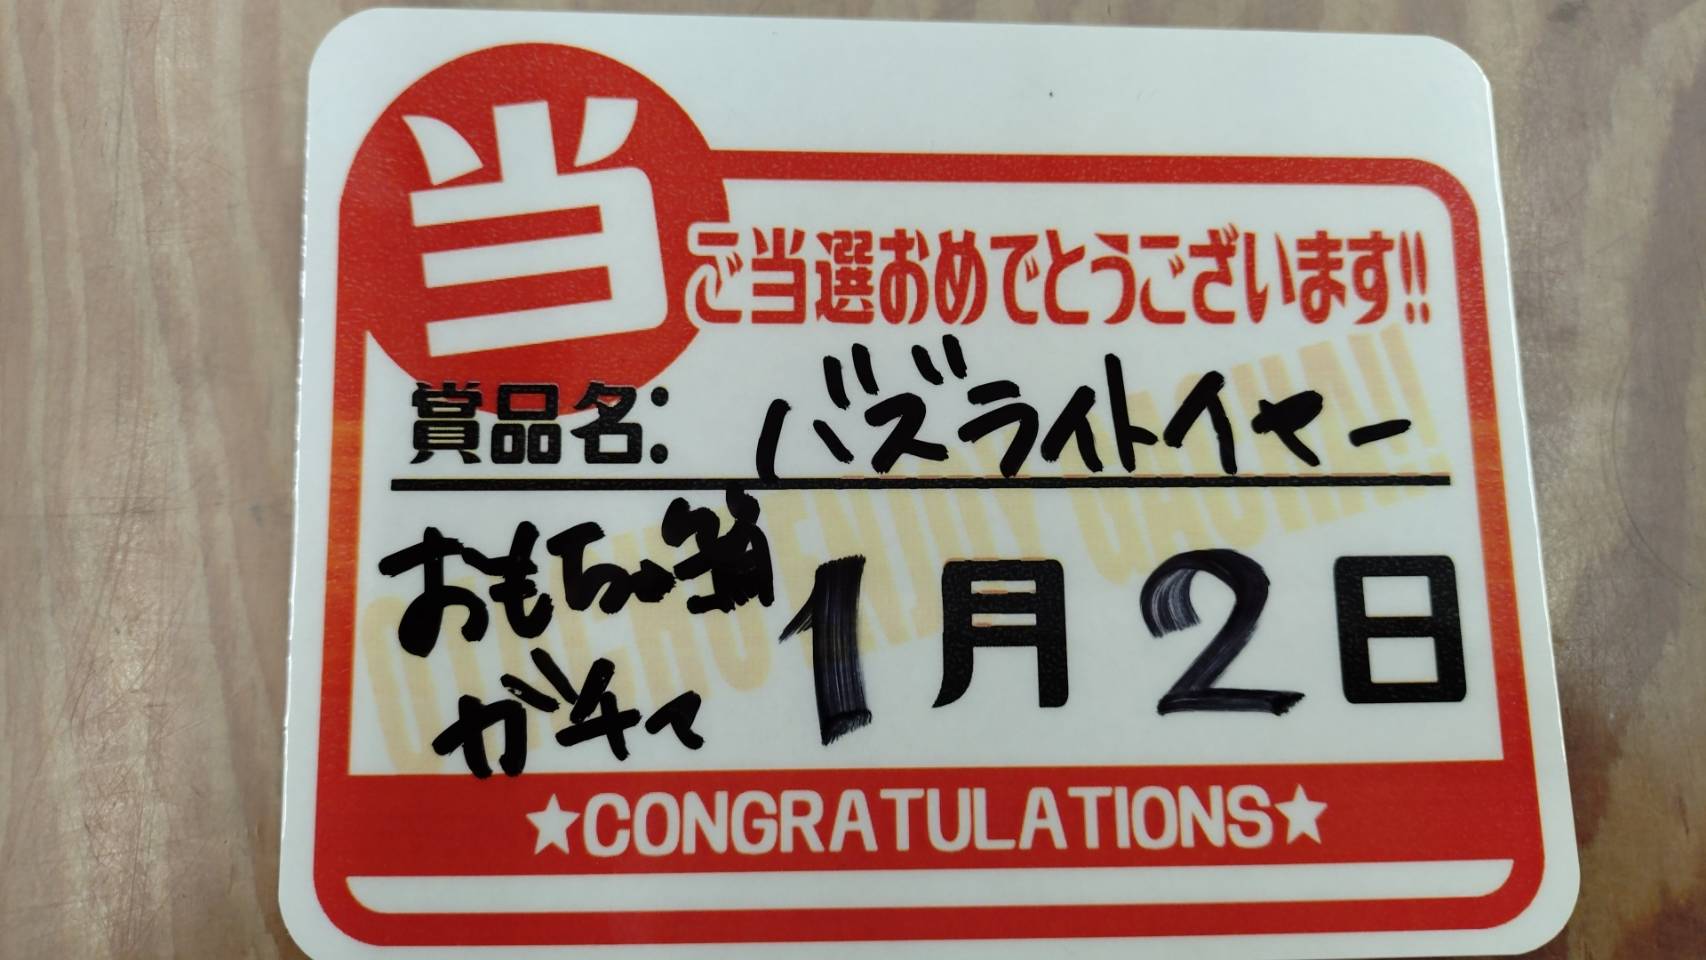 当
ご当選おめでとうございます!!
賞品名: バズライトイヤー
おもちゃ箱
ガチャ
1月2日
★CONGRATULATIONS★